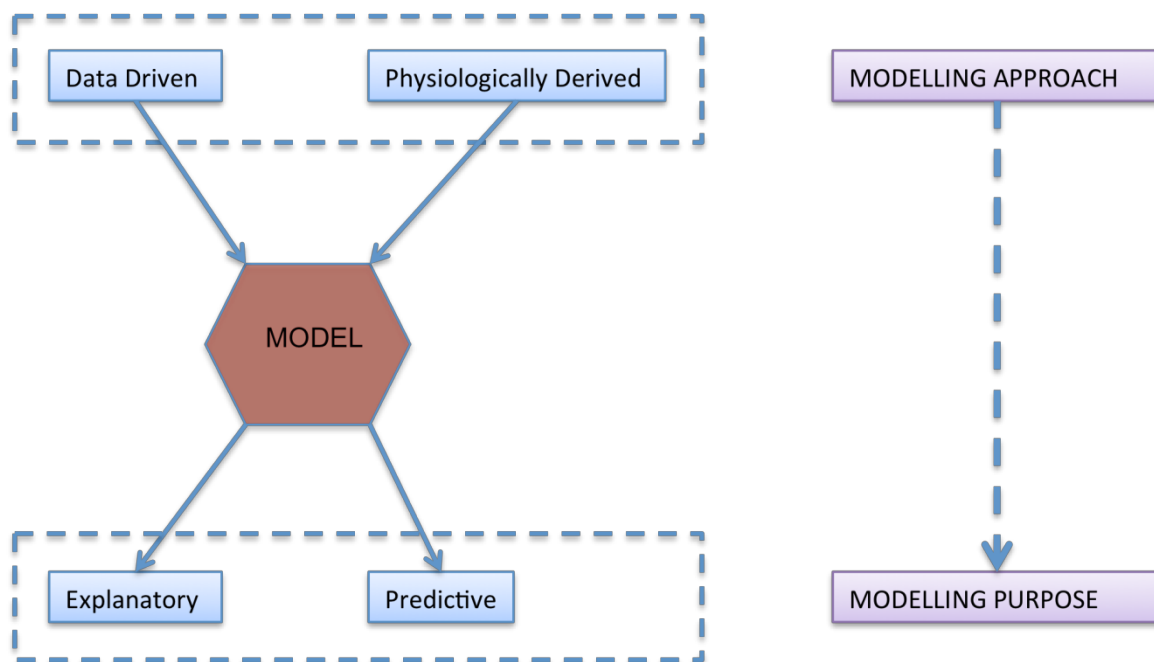 Data Driven
Physiologically Derived
MODELLING APPROACH
MODEL
Explanatory
Predictive
MODELLING PURPOSE